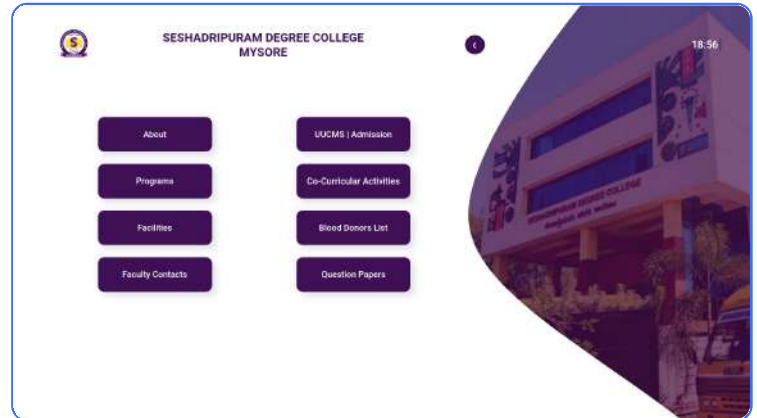 S
SESHADRIPURAM DEGREE COLLEGE
MYSORE
18:56
About
UUCMS | Admission
Programs
Co-Curricular Activities
Facilities
Blood Donors List
Faculty Contacts
Question Papers
SESHADRIPURAM DEGREE COLLEGE